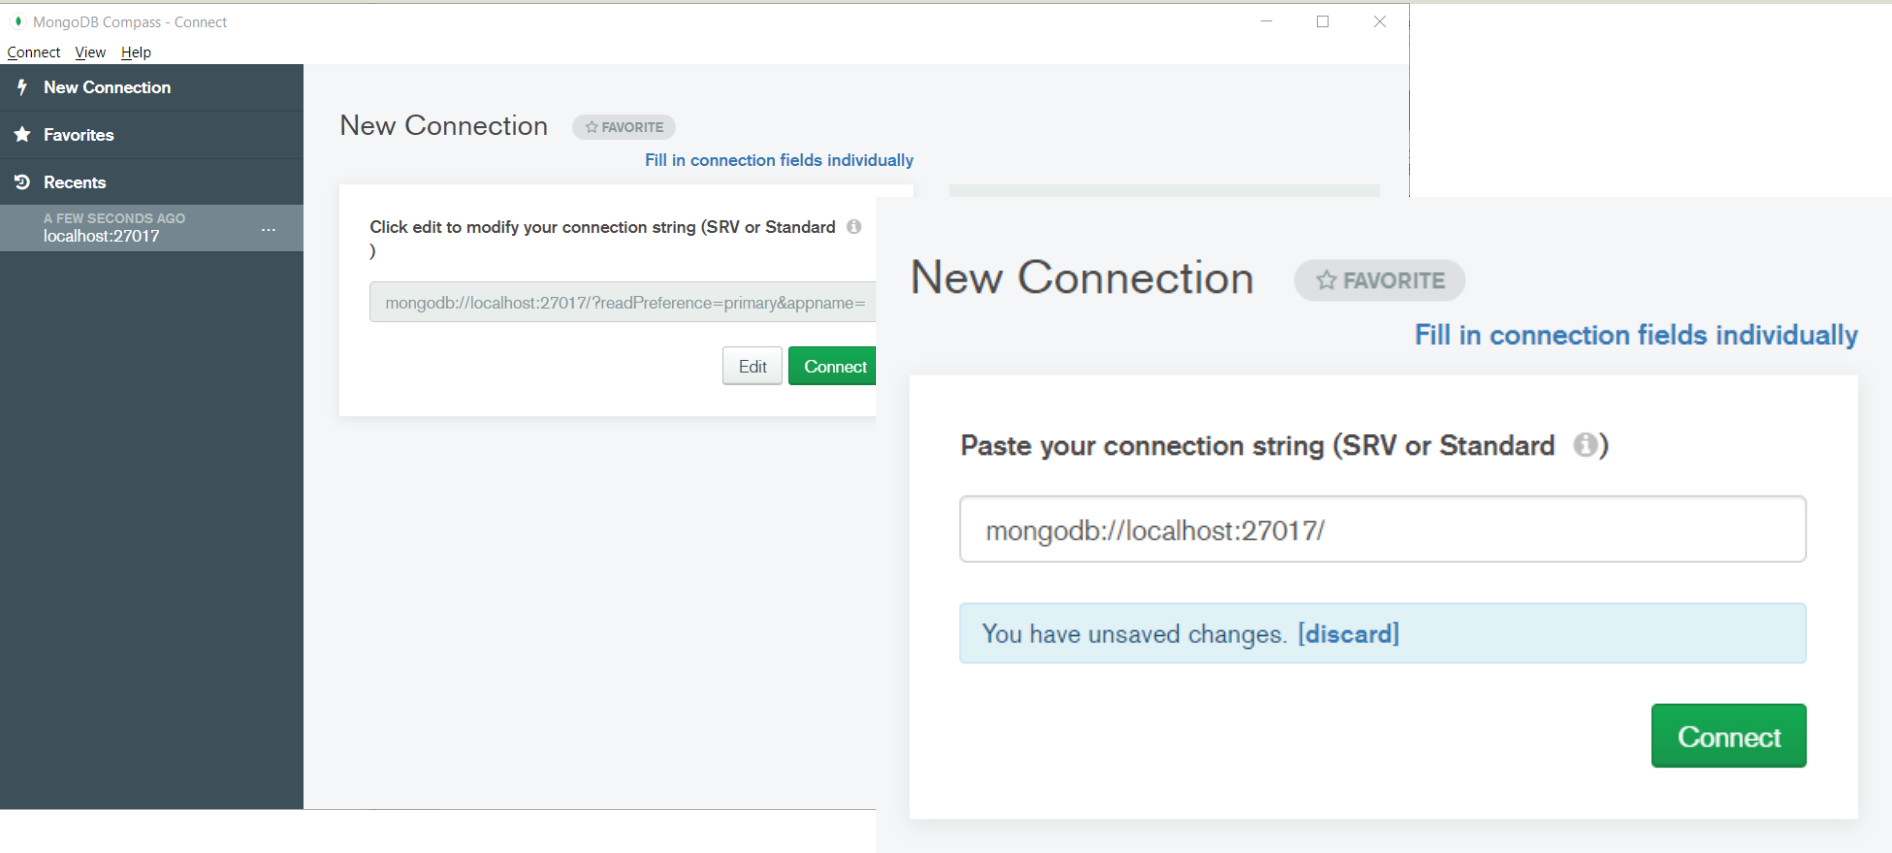 MongoDB Compass - Connect
Connect View Help
New Connection
Favorites
Recents
A FEW SECONDS AGO
localhost:27017
...
New Connection
FAVORITE
Fill in connection fields individually
Click edit to modify your connection string (SRV or Standard
)
mongodb://localhost:27017/?readPreference=primary&appname=
Edit
Connect
New Connection
FAVORITE
Fill in connection fields individually
Paste your connection string (SRV or Standard )
mongodb://localhost:27017/
You have unsaved changes. [discard]
Connect